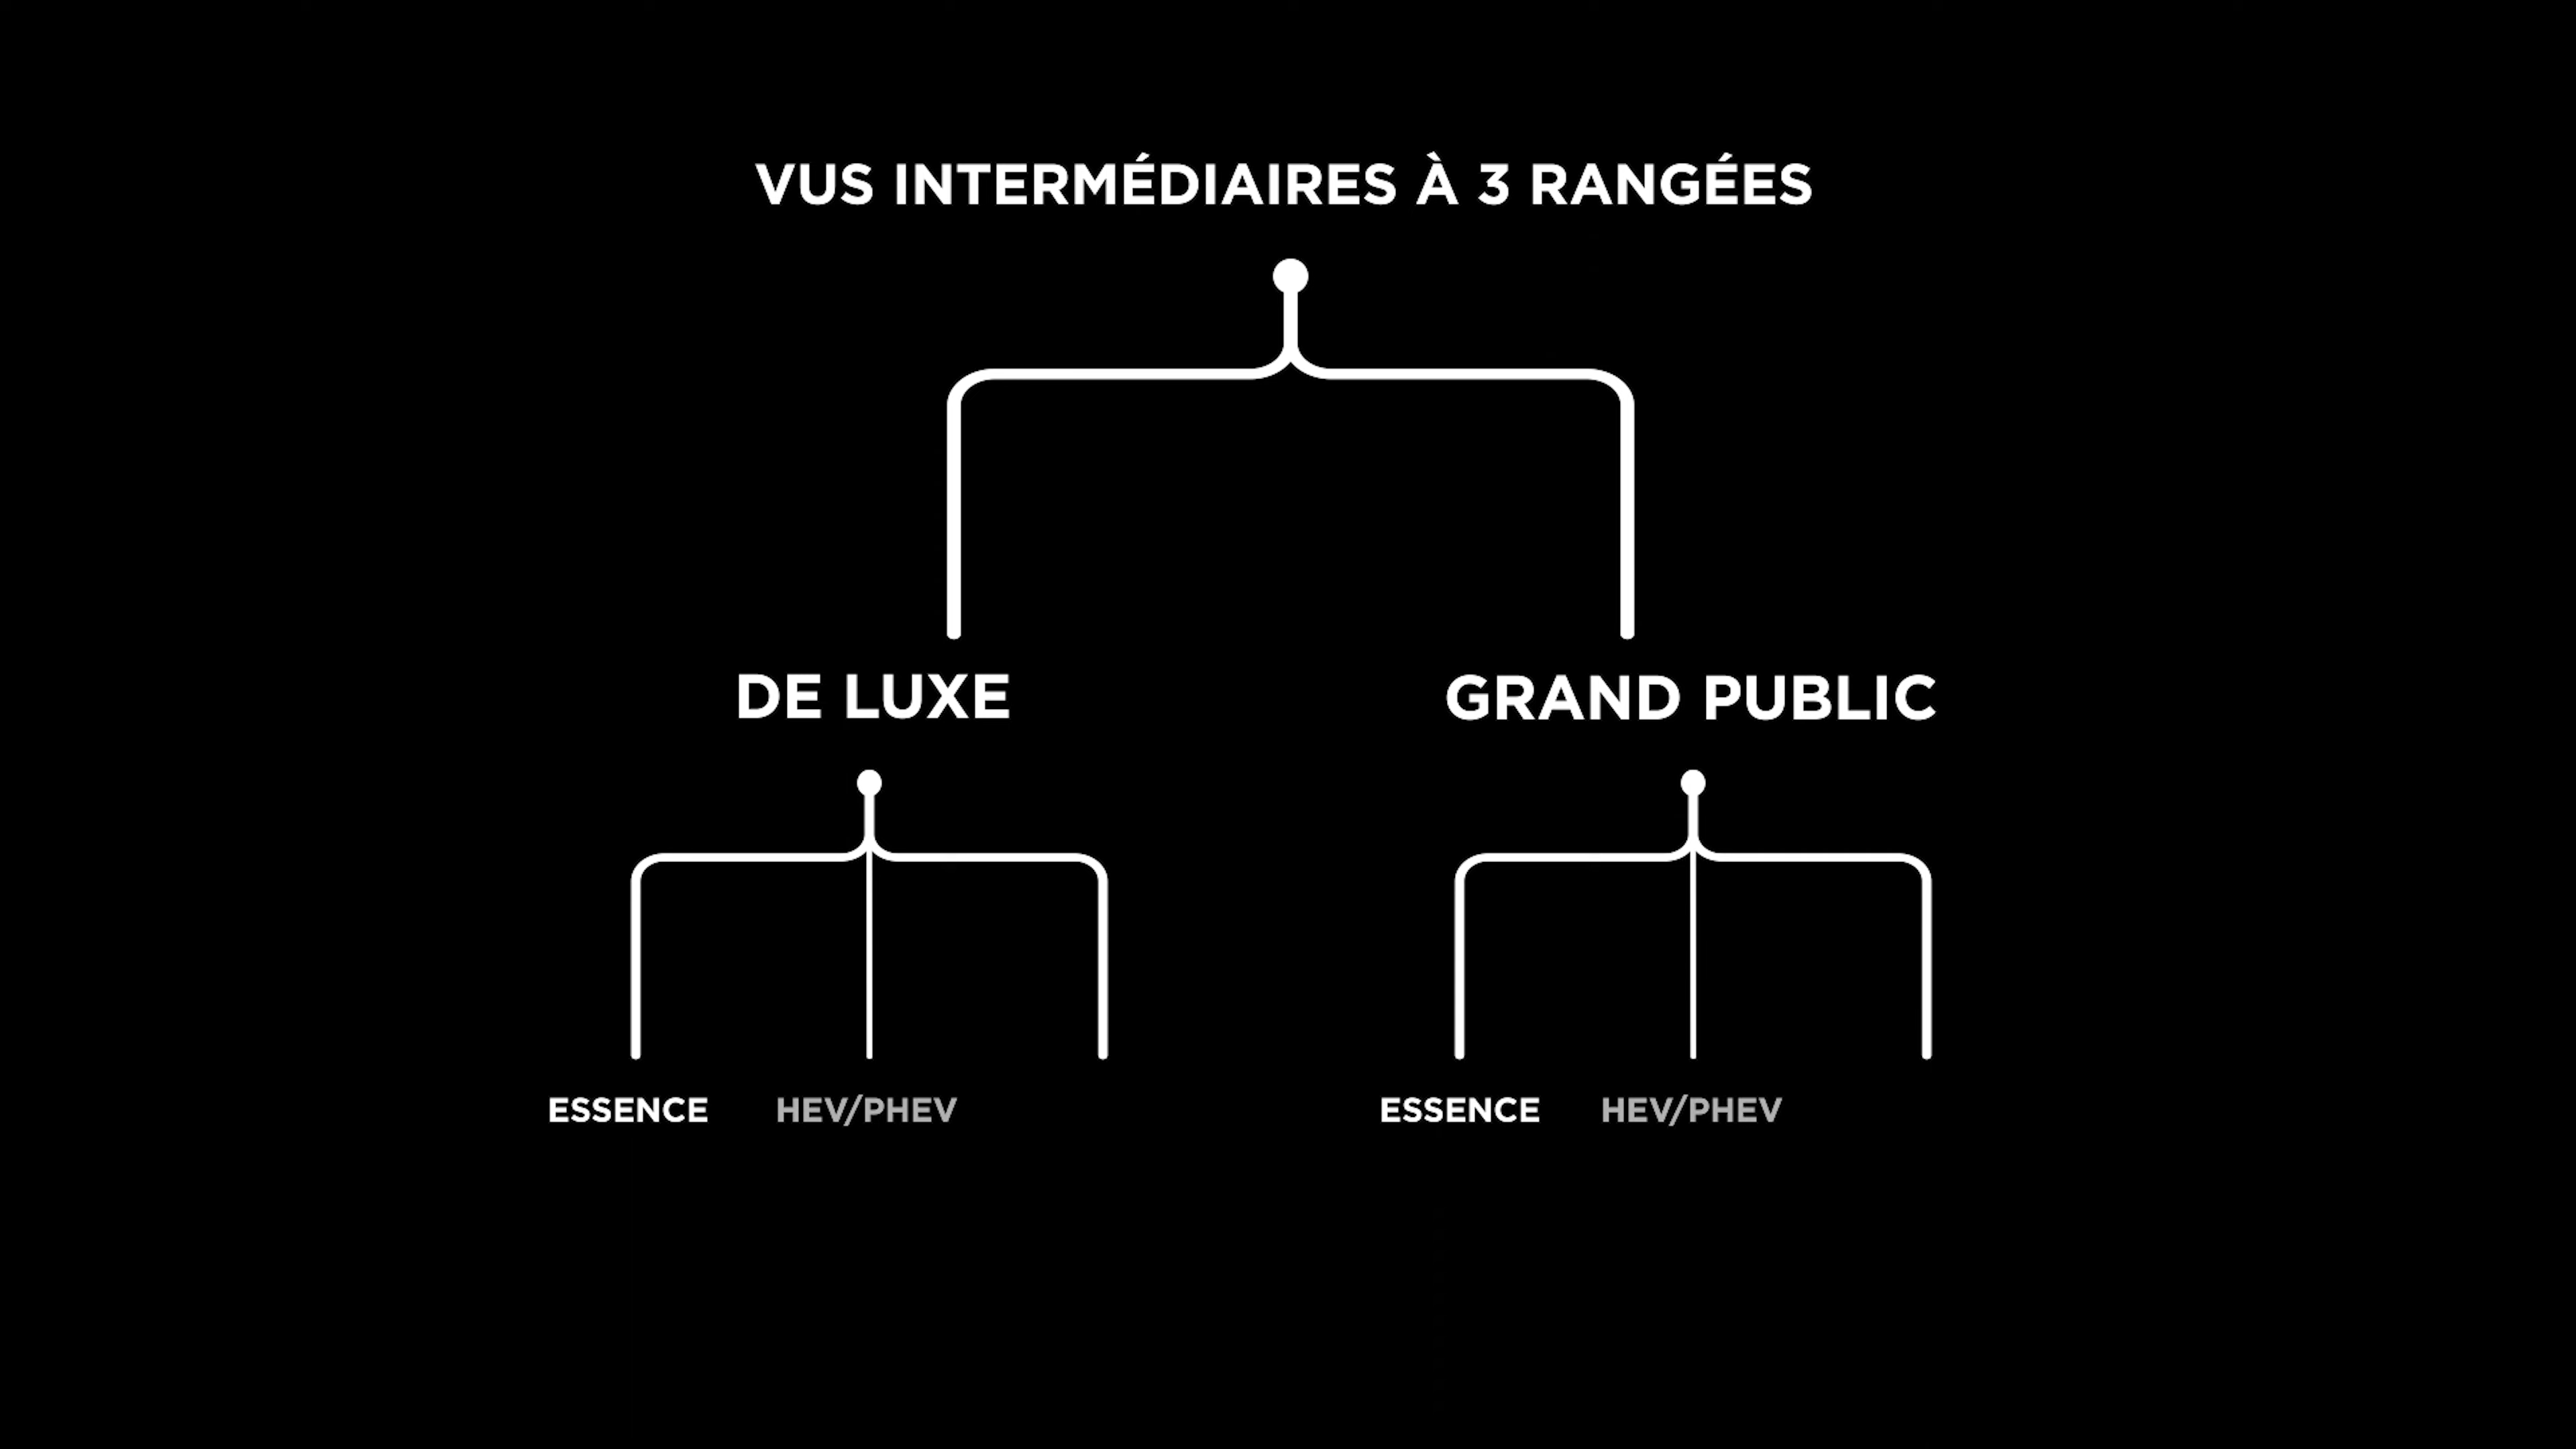 VUS INTERMÉDIAIRES À 3 RANGÉES
DE LUXE
GRAND PUBLIC
ESSENCE
HEV/PHEV
ESSENCE
HEV/PHEV